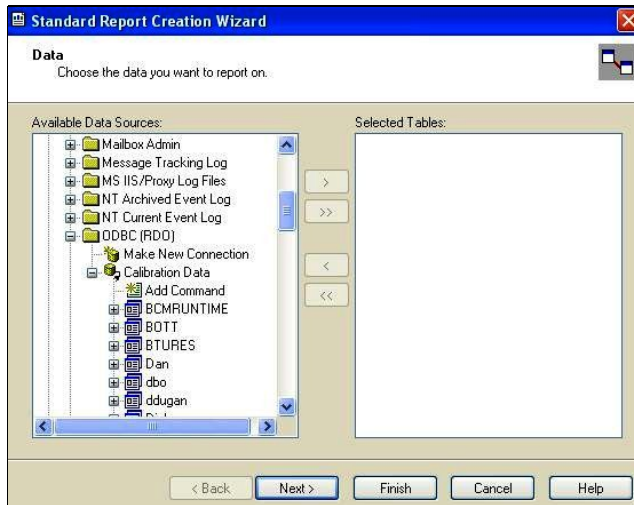 Standard Report Creation Wizard
Data
Choose the data you want to report on.
Available Data Sources:
Selected Tables:
Mailbox Admin
Message Tracking Log
MS IIS/Proxy Log Files
NT Archived Event Log
NT Current Event Log
ODBC (RDO)
Make New Connection
Calibration Data
Add Command
BCMRUNTIME
BOTT
BTURES
Dan
dbo
ddugan
>
>>
<
<<
< Back
Next >
Finish
Cancel
Help